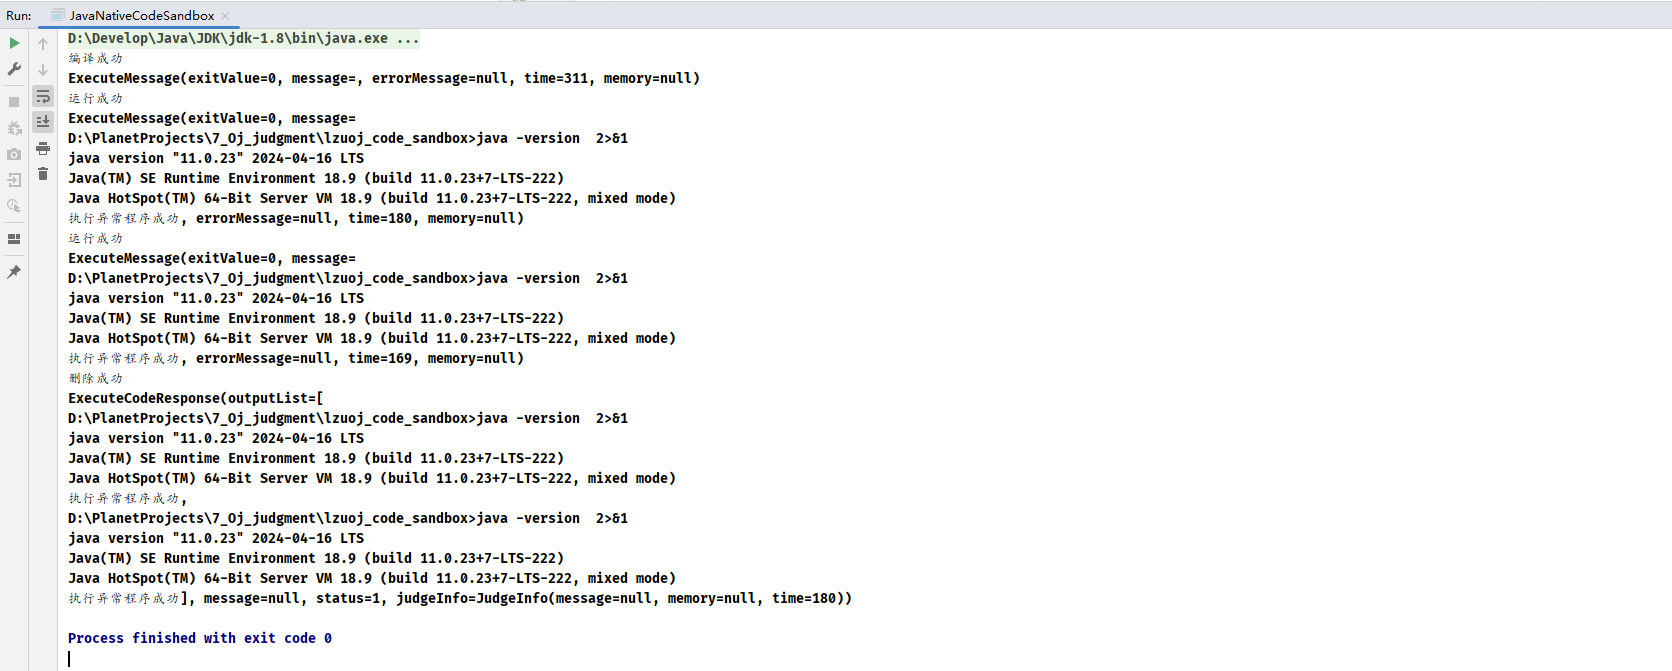 Run: JavaNativeCodeSandbox
D:\Develop\Java\JDK\jdk-1.8\bin\java.exe ...
编译成功
ExecuteMessage(exitValue=0, message=, errorMessage=null, time=311, memory=null)
运行成功
ExecuteMessage(exitValue=0, message=
D:\PlanetProjects\7_Oj_judgment\lzuoj_code_sandbox>java -version  2>&1
java version "11.0.23" 2024-04-16 LTS
Java(TM) SE Runtime Environment 18.9 (build 11.0.23+7-LTS-222)
Java HotSpot(TM) 64-Bit Server VM 18.9 (build 11.0.23+7-LTS-222, mixed mode)
执行异常程序成功, errorMessage=null, time=180, memory=null)
运行成功
ExecuteMessage(exitValue=0, message=
D:\PlanetProjects\7_Oj_judgment\lzuoj_code_sandbox>java -version  2>&1
java version "11.0.23" 2024-04-16 LTS
Java(TM) SE Runtime Environment 18.9 (build 11.0.23+7-LTS-222)
Java HotSpot(TM) 64-Bit Server VM 18.9 (build 11.0.23+7-LTS-222, mixed mode)
执行异常程序成功, errorMessage=null, time=169, memory=null)
删除成功
ExecuteCodeResponse(outputList=[
D:\PlanetProjects\7_Oj_judgment\lzuoj_code_sandbox>java -version  2>&1
java version "11.0.23" 2024-04-16 LTS
Java(TM) SE Runtime Environment 18.9 (build 11.0.23+7-LTS-222)
Java HotSpot(TM) 64-Bit Server VM 18.9 (build 11.0.23+7-LTS-222, mixed mode)
执行异常程序成功,
D:\PlanetProjects\7_Oj_judgment\lzuoj_code_sandbox>java -version  2>&1
java version "11.0.23" 2024-04-16 LTS
Java(TM) SE Runtime Environment 18.9 (build 11.0.23+7-LTS-222)
Java HotSpot(TM) 64-Bit Server VM 18.9 (build 11.0.23+7-LTS-222, mixed mode)
执行异常程序成功], message=null, status=1, judgeInfo=JudgeInfo(message=null, memory=null, time=180))
Process finished with exit code 0